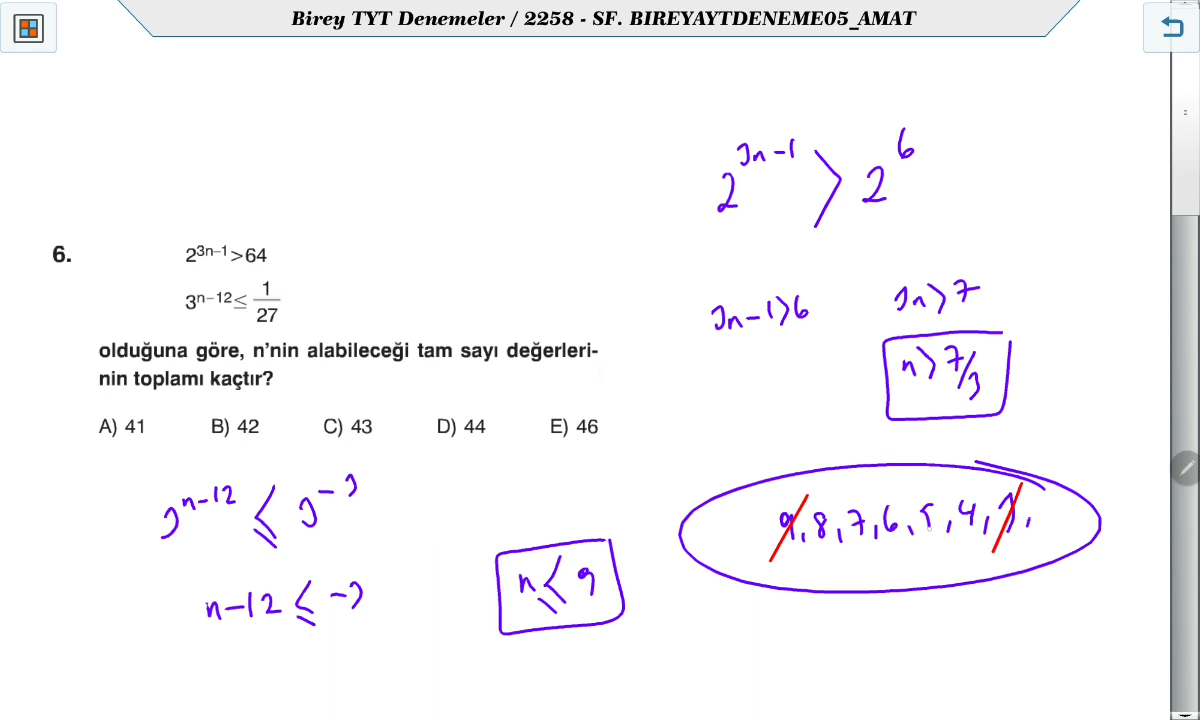 Birey TYT Denemeler / 2258 - SF. BIREYAYTDENEME05_AMAT
2^3n-1 > 2^6
6.
2^3n–1>64
3^n–12≤ 1/27
3n-1>6
3n>7
n>7/3
olduğuna göre, n’nin alabileceği tam sayı değerleri-
nin toplamı kaçtır?
A) 41 B) 42 C) 43 D) 44 E) 46
3^n-12 ≤ 3^-3
9,8,7,6,5,4,3,
n-12 ≤ -3
n≤9